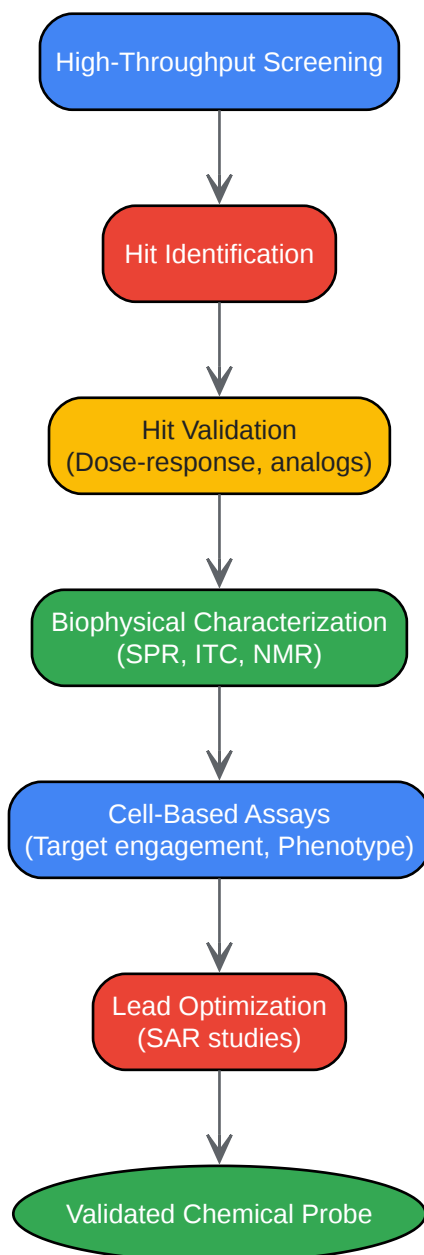 High-Throughput Screening
Hit Identification
Hit Validation
(Dose-response, analogs)
Biophysical Characterization
(SPR, ITC, NMR)
Cell-Based Assays
(Target engagement, Phenotype)
Lead Optimization
(SAR studies)
Validated Chemical Probe